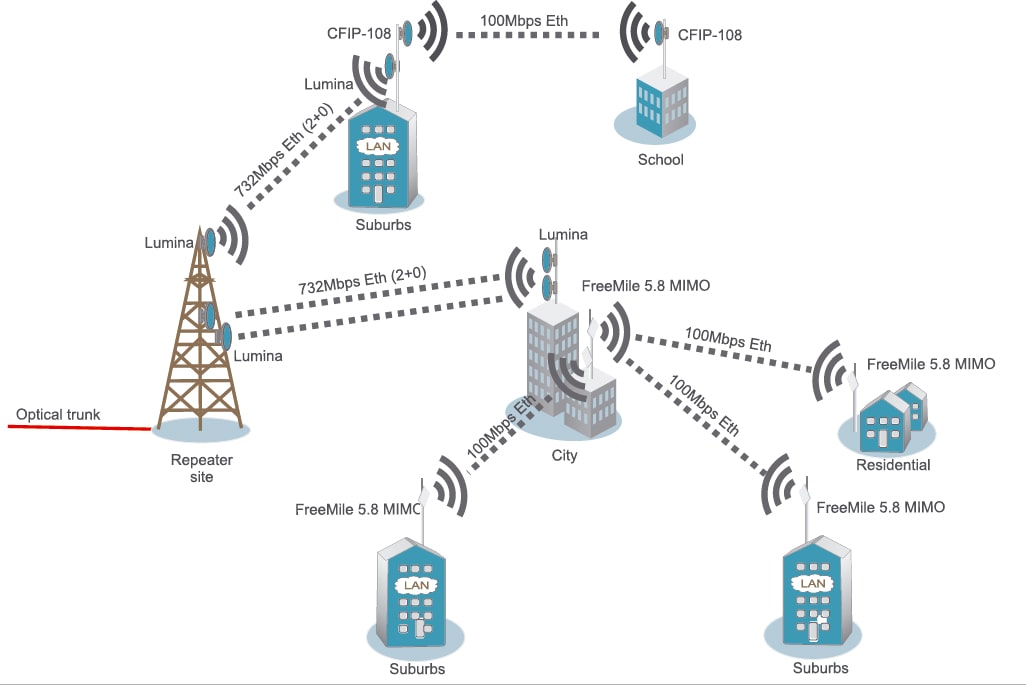 CFIP-108
100Mbps Eth
CFIP-108
Lumina
732Mbps Eth (2+0)
LAN
School
Suburbs
Lumina
Lumina
732Mbps Eth (2+0)
FreeMile 5.8 MIMO
100Mbps Eth
Lumina
FreeMile 5.8 MIMO
100Mbps Eth
Optical trunk
100Mbps Eth
Repeater
site
City
Residential
FreeMile 5.8 MIMO
FreeMile 5.8 MIMO
LAN
LAN
Suburbs
Suburbs